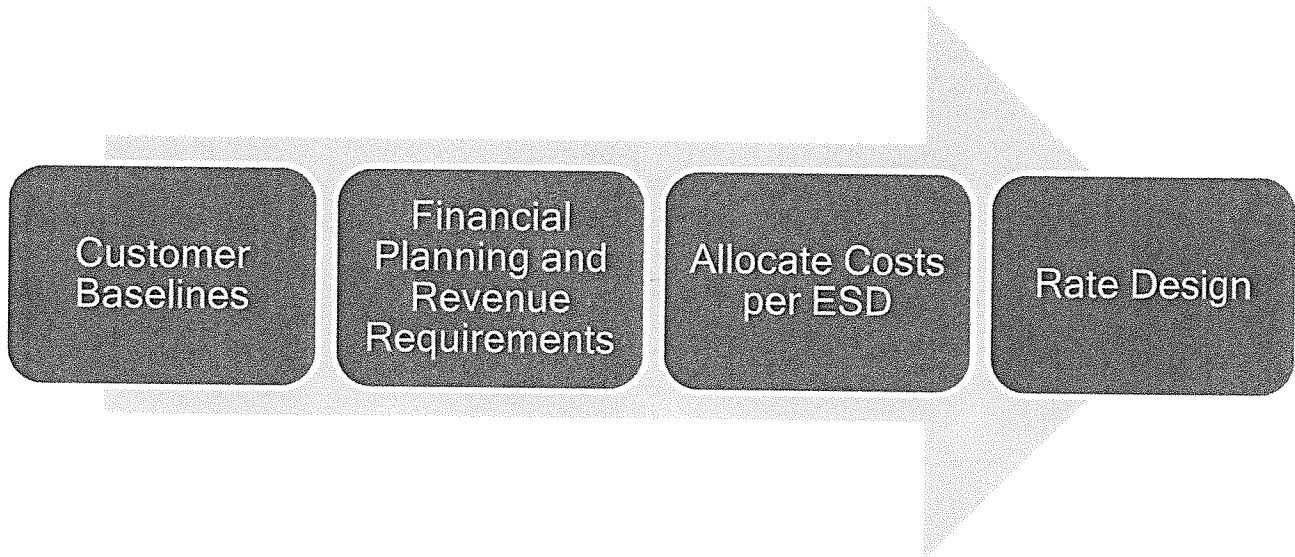 Customer
Baselines
Financial
Planning and
Revenue
Requirements
Allocate Costs
per ESD
Rate Design